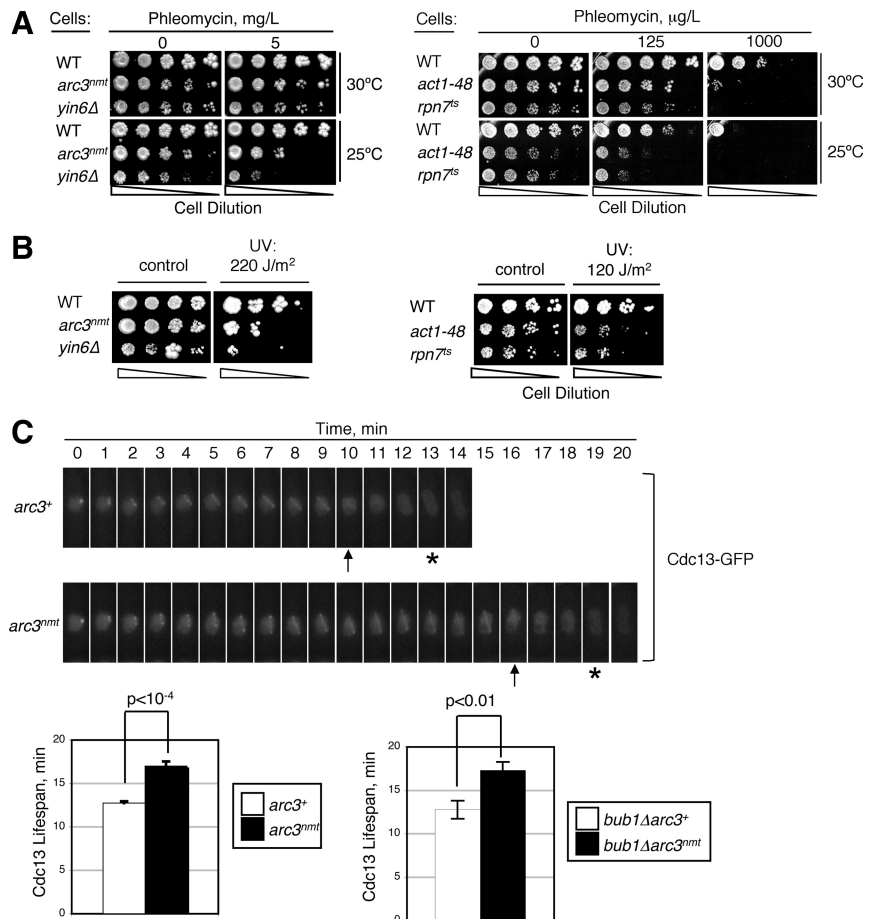 A
Cells:
Phleomycin, mg/L
0 5
WT
arc3nmt
yin6Δ
30ºC
WT
arc3nmt
yin6Δ
25ºC
Cell Dilution
Cells:
Phleomycin, μg/L
0 125 1000
WT
act1-48
rpn7ts
30ºC
WT
act1-48
rpn7ts
25ºC
Cell Dilution
B
control
UV:
220 J/m2
WT
arc3nmt
yin6Δ
control
UV:
120 J/m2
WT
act1-48
rpn7ts
Cell Dilution
C
Time, min
0 1 2 3 4 5 6 7 8 9 10 11 12 13 14 15 16 17 18 19 20
arc3+
*
Cdc13-GFP
arc3nmt
*
p<10-4
Cdc13 Lifespan, min
20
15
10
5
0
arc3+
arc3nmt
p<0.01
Cdc13 Lifespan, min
20
15
10
5
0
bub1Δarc3+
bub1Δarc3nmt